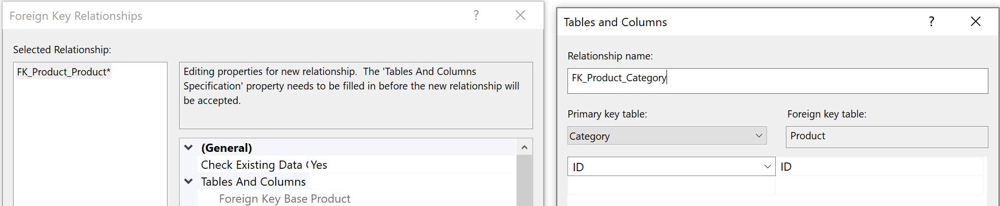 Foreign Key Relationships
Selected Relationship:
FK_Product_Product*
Editing properties for new relationship.  The 'Tables And Columns
Specification' property needs to be filled in before the new relationship will
be accepted.
(General)
Check Existing Data Yes
Tables And Columns
Foreign Key Base Product
Tables and Columns
Relationship name:
FK_Product_Category
Primary key table:
Foreign key table:
Category
Product
ID
ID